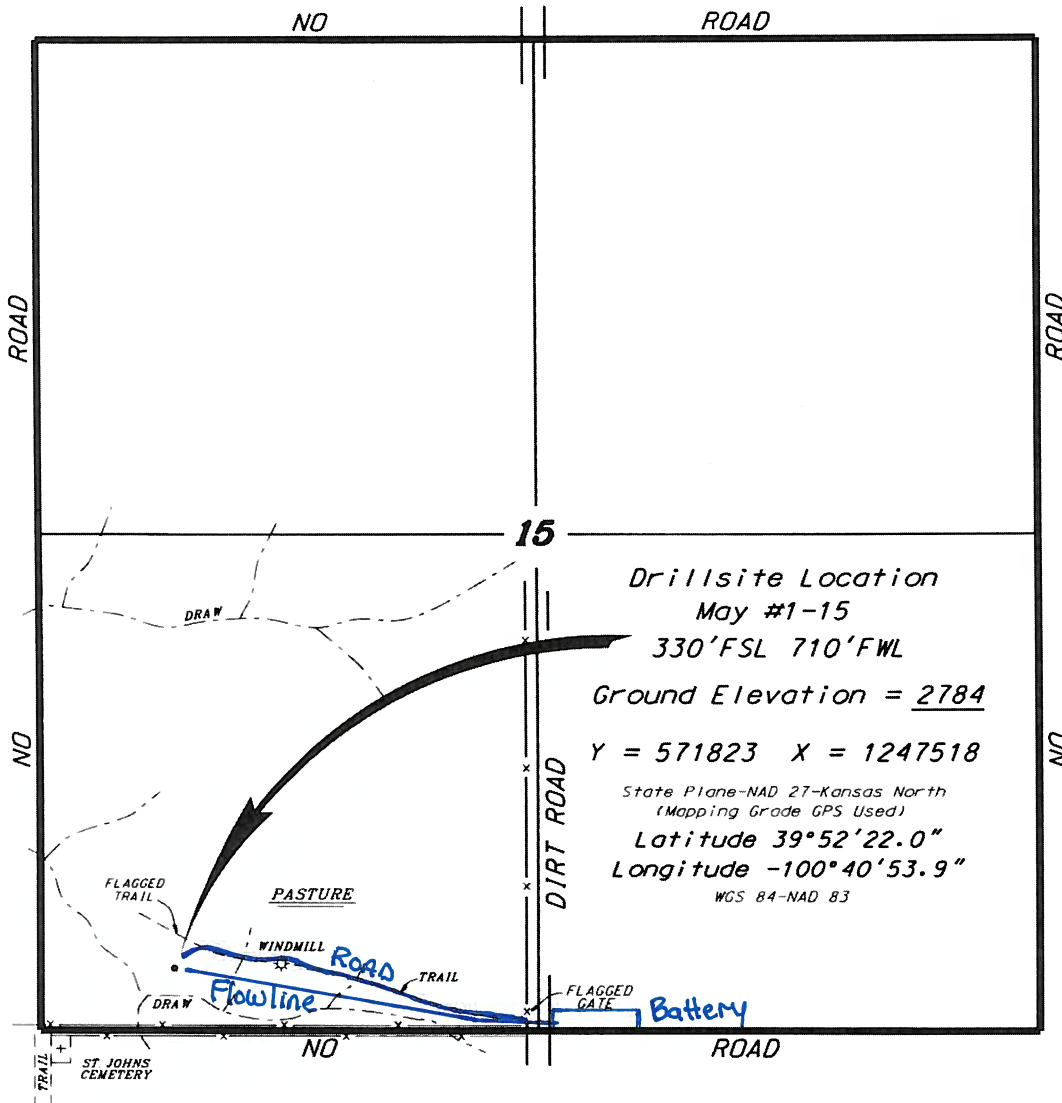 NO
ROAD
ROAD
ROAD
15
Drillsite Location
May #1-15
330'FSL 710'FWL
Ground Elevation = 2784
Y = 571823 X = 1247518
State Plane-NAD 27-Kansas North
(Mapping Grade GPS Used)
Latitude 39°52'22.0"
Longitude -100°40'53.9"
WGS 84-NAD 83
DRAW
NO
NO
DIRT ROAD
FLAGGED
TRAIL
PASTURE
WINDMILL
ROAD
TRAIL
Flowline
DRAW
FLAGGED
GATE
Battery
NO
ROAD
TRAIL
ST JOHNS
CEMETERY